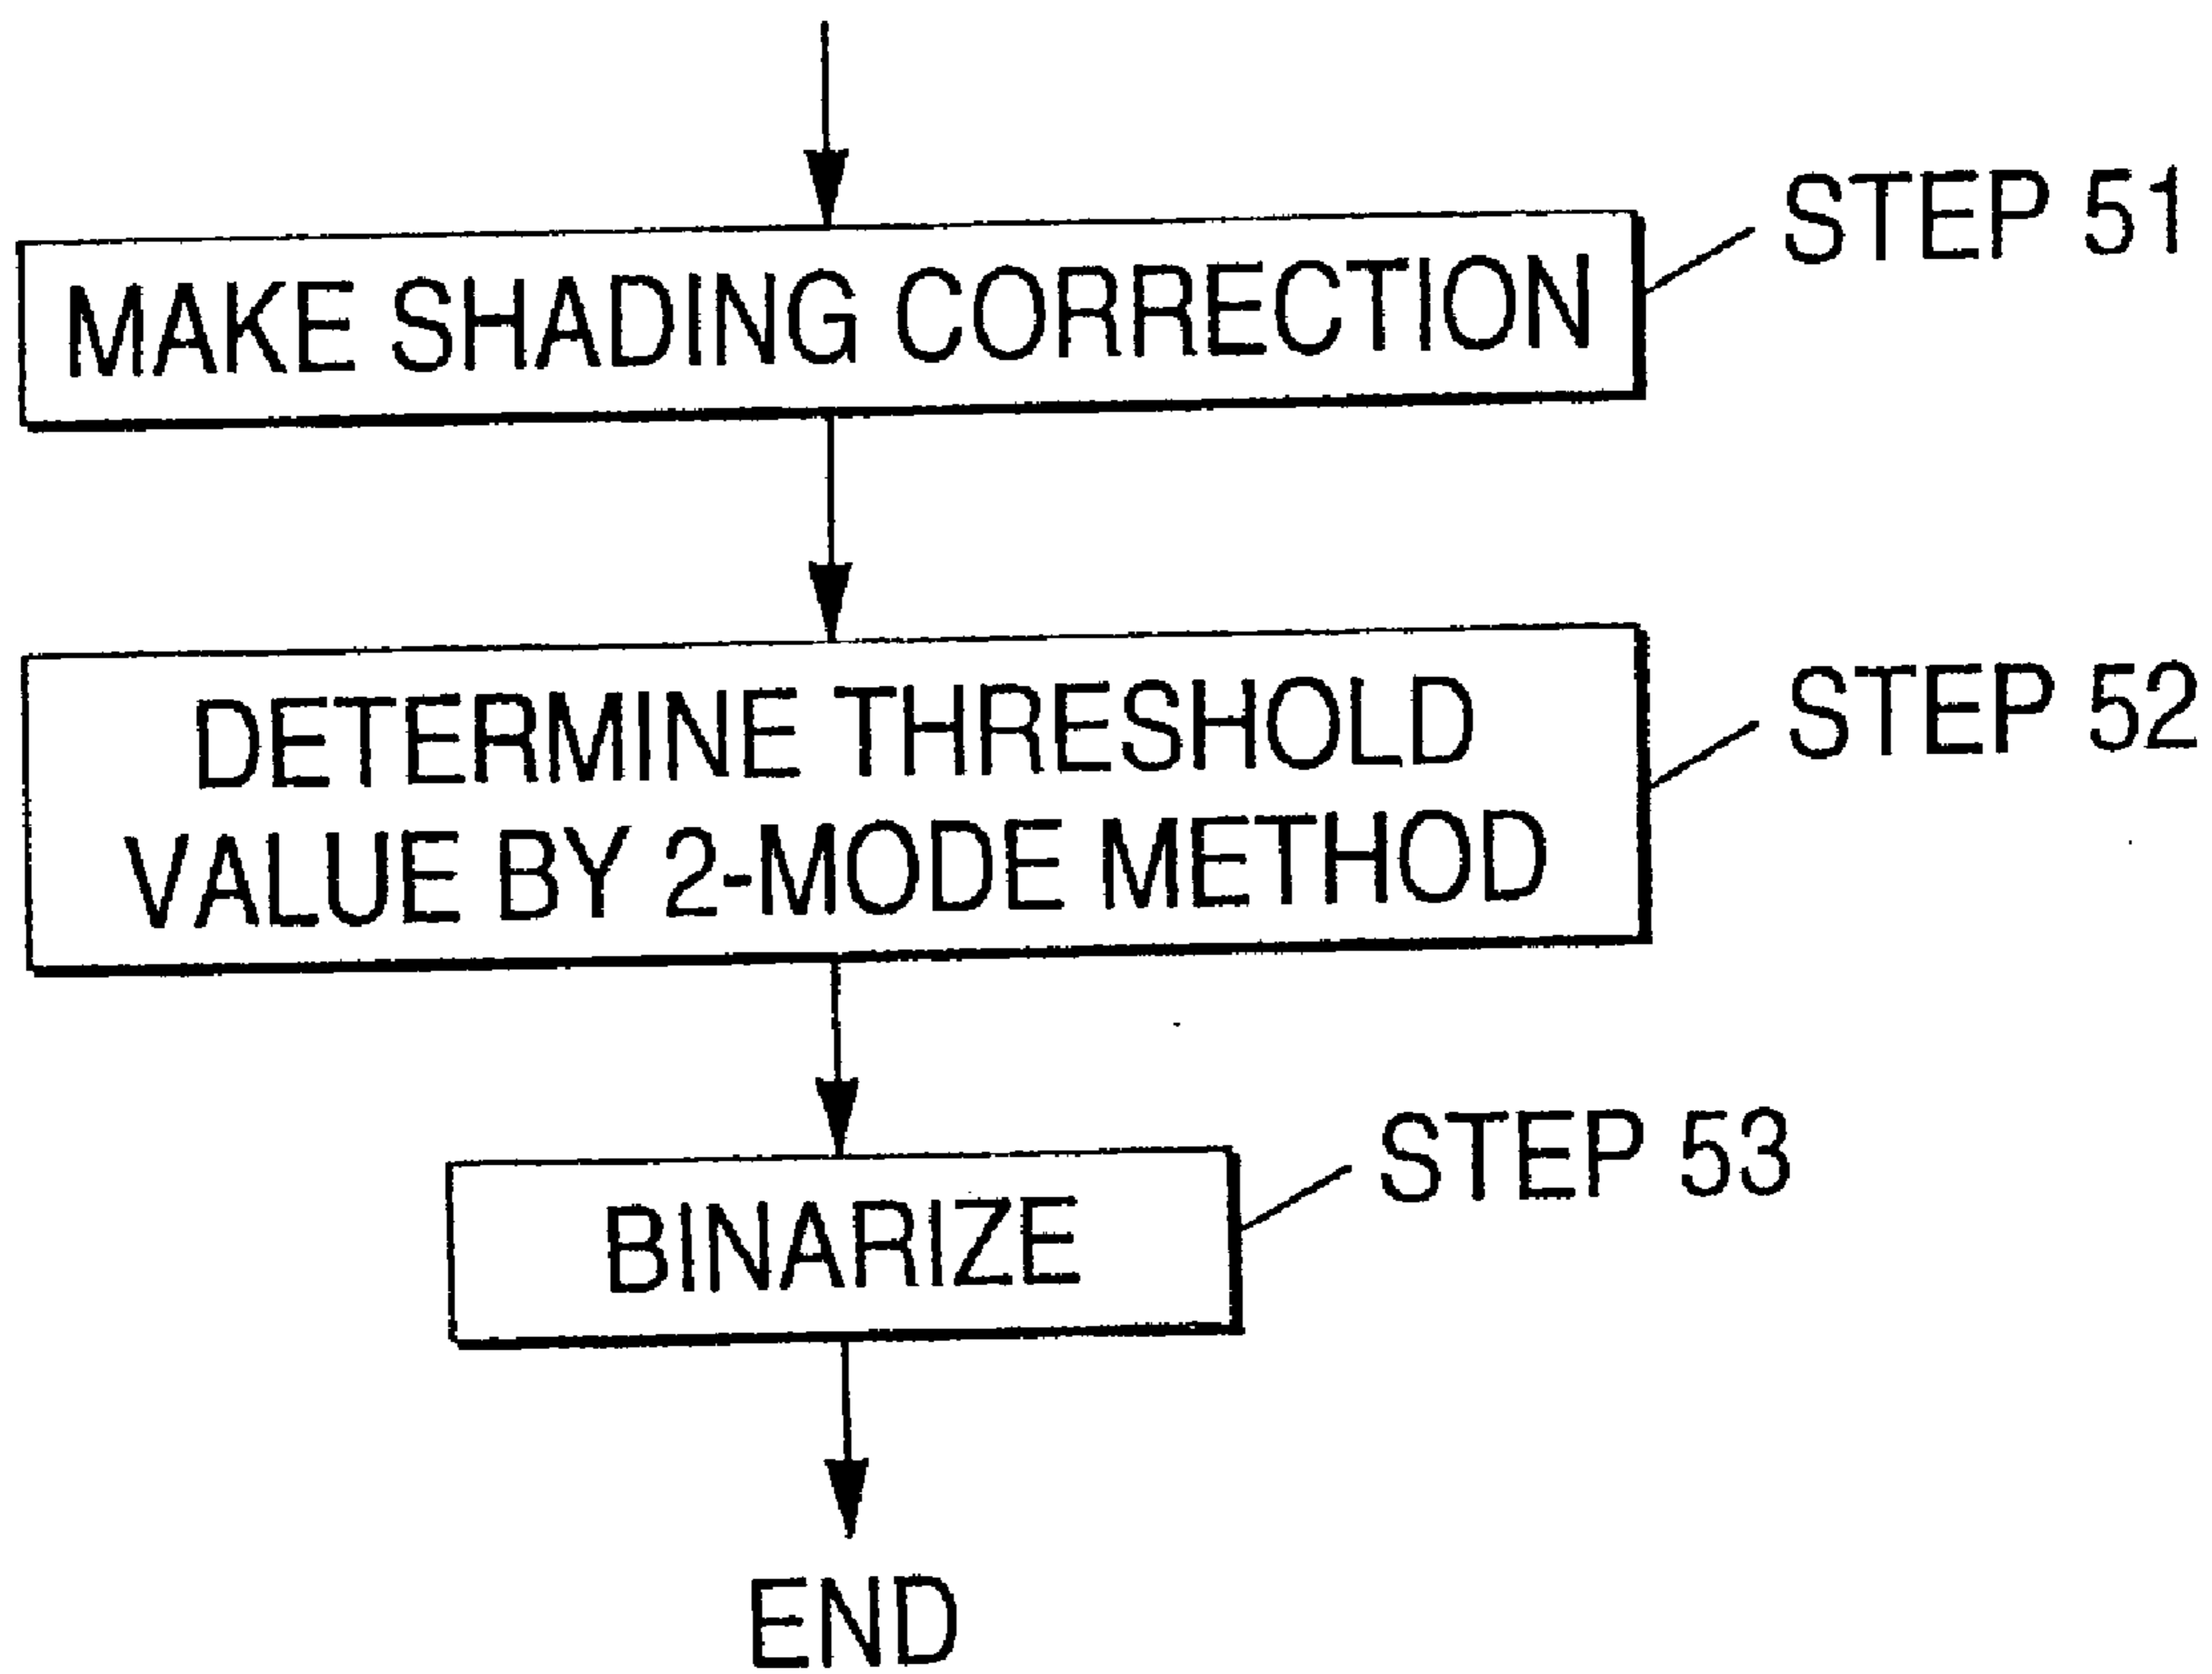 STEP 51
MAKE SHADING CORRECTION
STEP 52
DETERMINE THRESHOLD
VALUE BY 2-MODE METHOD
STEP 53
BINARIZE
END